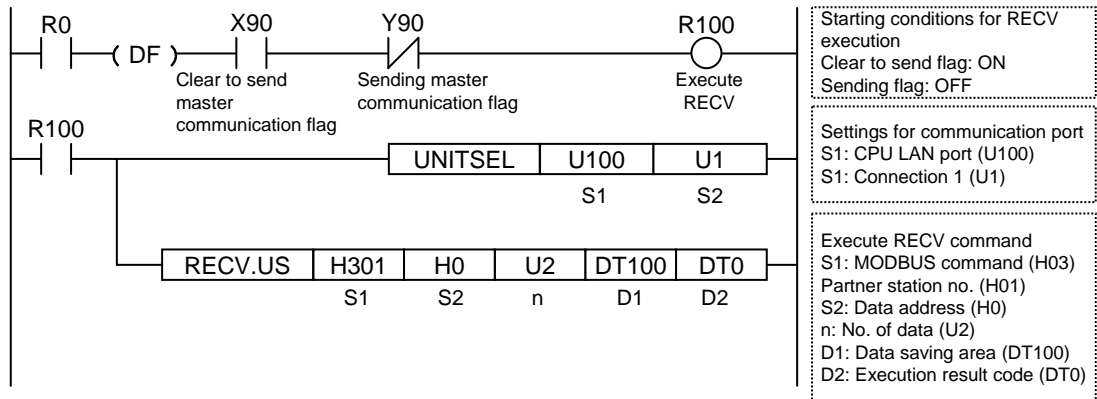 R0
X90
Y90
R100
( DF )
Clear to send
master
communication flag
Sending master
communication flag
Execute
RECV
Starting conditions for RECV
execution
Clear to send flag: ON
Sending flag: OFF
R100
UNITSEL U100 U1
S1 S2
Settings for communication port
S1: CPU LAN port (U100)
S1: Connection 1 (U1)
RECV.US H301 H0 U2 DT100 DT0
S1 S2 n D1 D2
Execute RECV command
S1: MODBUS command (H03)
Partner station no. (H01)
S2: Data address (H0)
n: No. of data (U2)
D1: Data saving area (DT100)
D2: Execution result code (DT0)